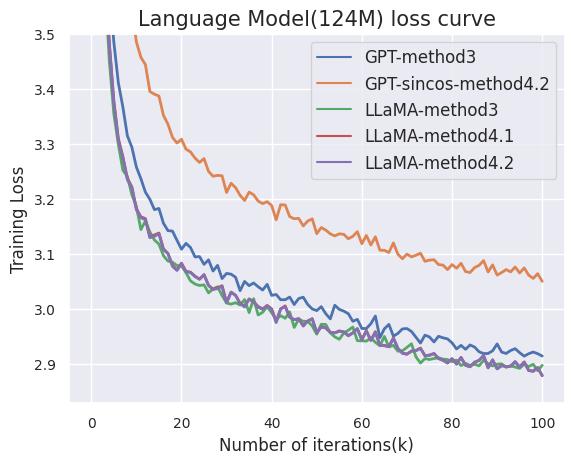 Language Model(124M) loss curve
3.5
3.4
3.3
3.2
3.1
3.0
2.9
Training Loss
GPT-method3
GPT-sincos-method4.2
LLaMA-method3
LLaMA-method4.1
LLaMA-method4.2
0 20 40 60 80 100
Number of iterations(k)